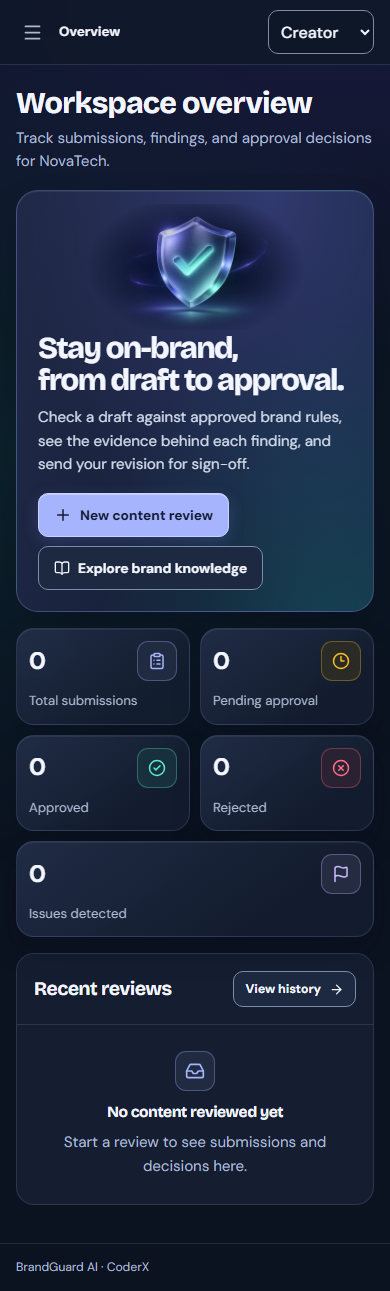 Overview
Creator
Workspace overview
Track submissions, findings, and approval decisions
for NovaTech.
Stay on-brand,
from draft to approval.
Check a draft against approved brand rules,
see the evidence behind each finding, and
send your revision for sign-off.
New content review
Explore brand knowledge
0
Total submissions
0
Pending approval
0
Approved
0
Rejected
0
Issues detected
Recent reviews
View history
No content reviewed yet
Start a review to see submissions and
decisions here.
BrandGuard AI · CoderX